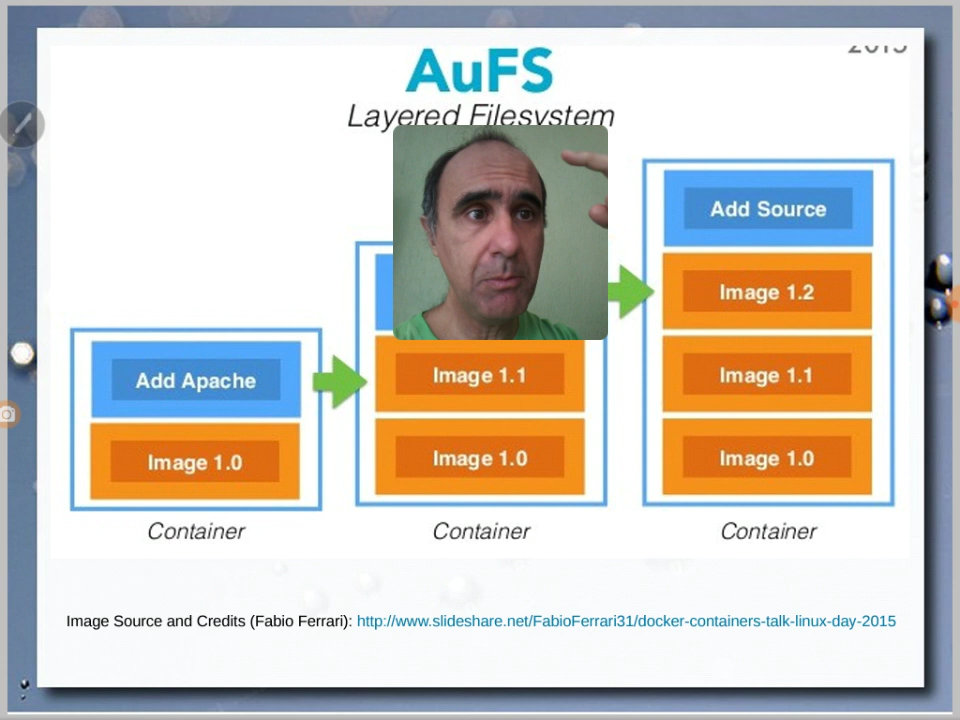 2015
AuFS
Layered Filesystem
Add Source
Image 1.2
Add Apache
Image 1.1
Image 1.1
Image 1.0
Image 1.0
Image 1.0
Container
Container
Container
Image Source and Credits (Fabio Ferrari): http://www.slideshare.net/FabioFerrari31/docker-containers-talk-linux-day-2015